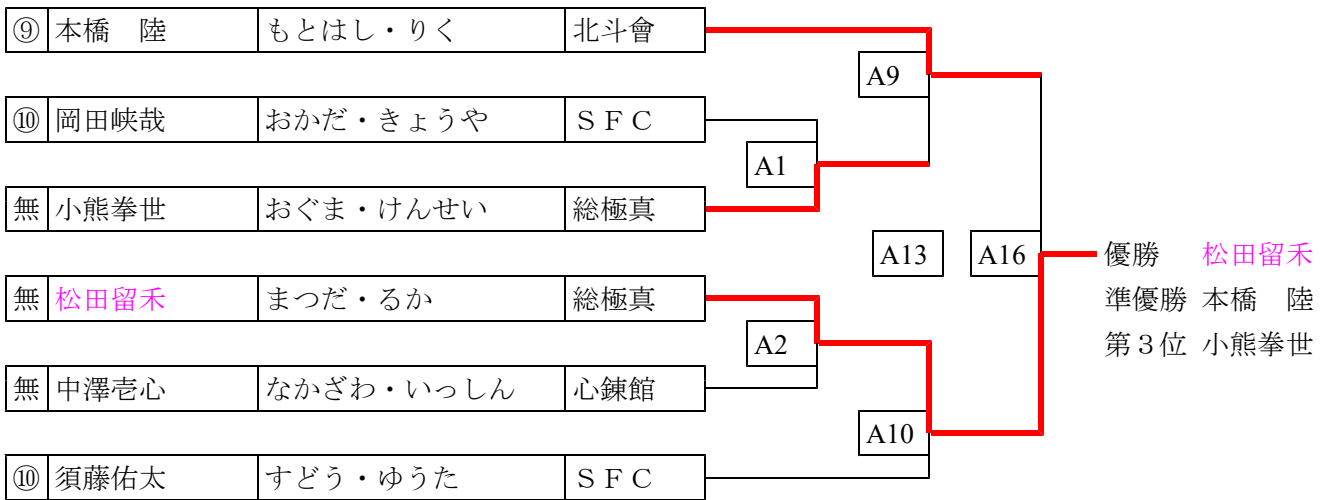 ⑨ 本橋　陸 もとはし・りく 北斗會
A9
⑩ 岡田峡哉 おかだ・きょうや ＳＦＣ
A1
無 小熊拳世 おぐま・けんせい 総極真
A13 A16 優勝 松田留禾
無 松田留禾 まつだ・るか 総極真
準優勝 本橋　陸
A2
第３位 小熊拳世
無 中澤壱心 なかざわ・いっしん 心錬館
A10
⑩ 須藤佑太 すどう・ゆうた ＳＦＣ